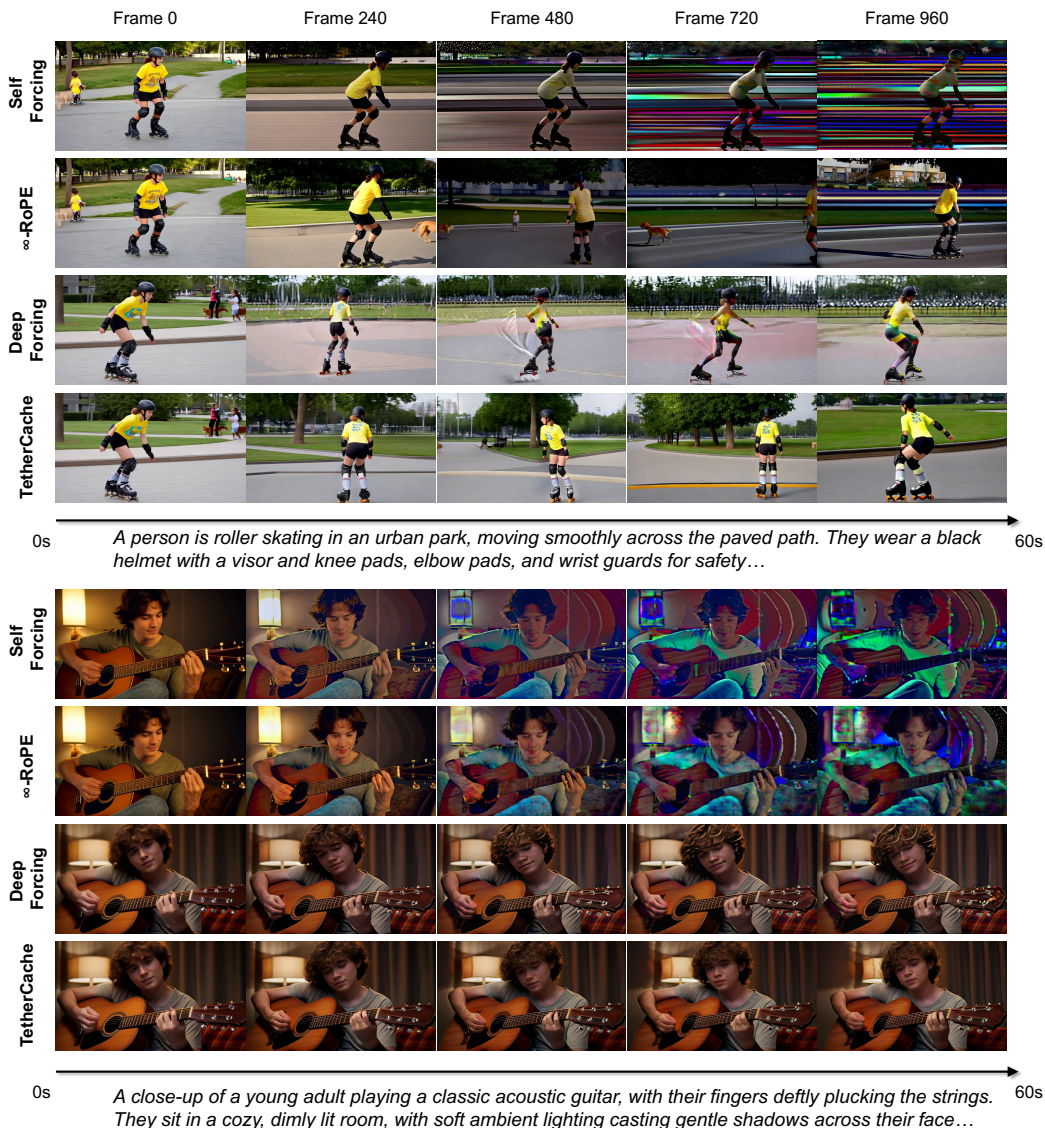 Frame 0 Frame 240 Frame 480 Frame 720 Frame 960
Self
Forcing
∞-RoPE
Deep
Forcing
TetherCache
0s
60s
A person is roller skating in an urban park, moving smoothly across the paved path. They wear a black
helmet with a visor and knee pads, elbow pads, and wrist guards for safety…
Self
Forcing
∞-RoPE
Deep
Forcing
TetherCache
0s
60s
A close-up of a young adult playing a classic acoustic guitar, with their fingers deftly plucking the strings.
They sit in a cozy, dimly lit room, with soft ambient lighting casting gentle shadows across their face…